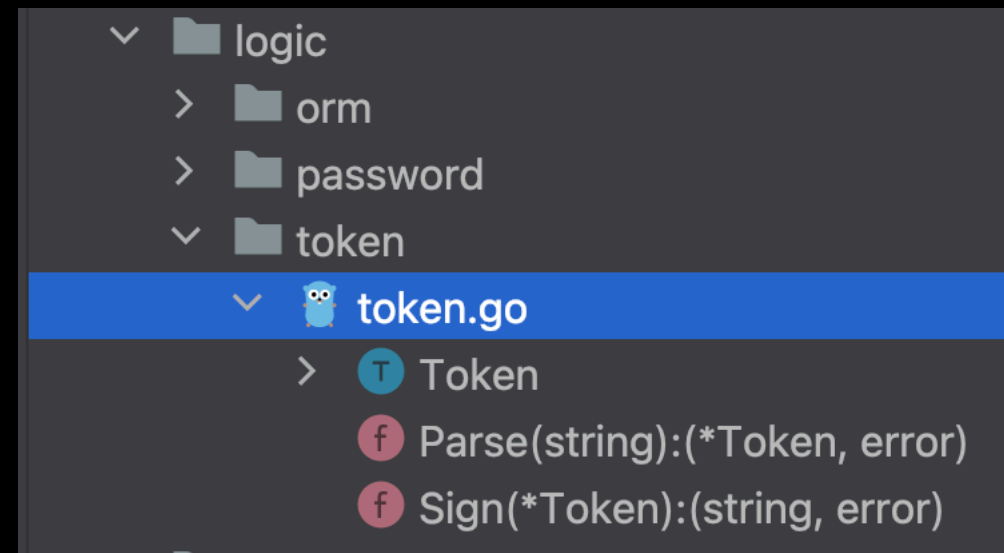 logic
orm
password
token
token.go
T Token
f Parse(string):(*Token, error)
f Sign(*Token):(string, error)